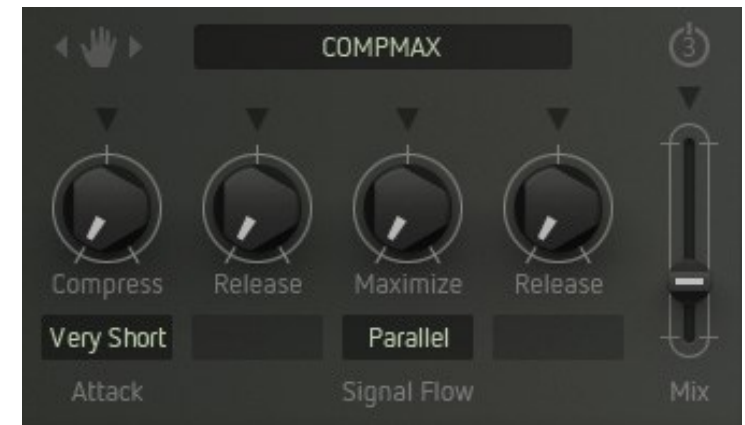 COMPMAX
3
Compress Release Maximize Release
Very Short Parallel
Attack Signal Flow Mix